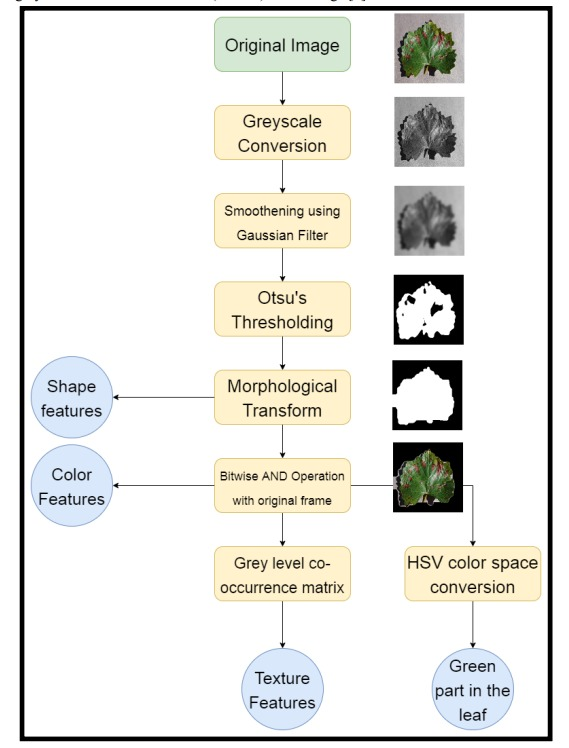 Original Image
Greyscale
Conversion
Smoothening using
Gaussian Filter
Otsu's
Thresholding
Shape
features
Morphological
Transform
Color
Features
Bitwise AND Operation
with original frame
Grey level co-
occurrence matrix
HSV color space
conversion
Texture
Features
Green
part in the
leaf